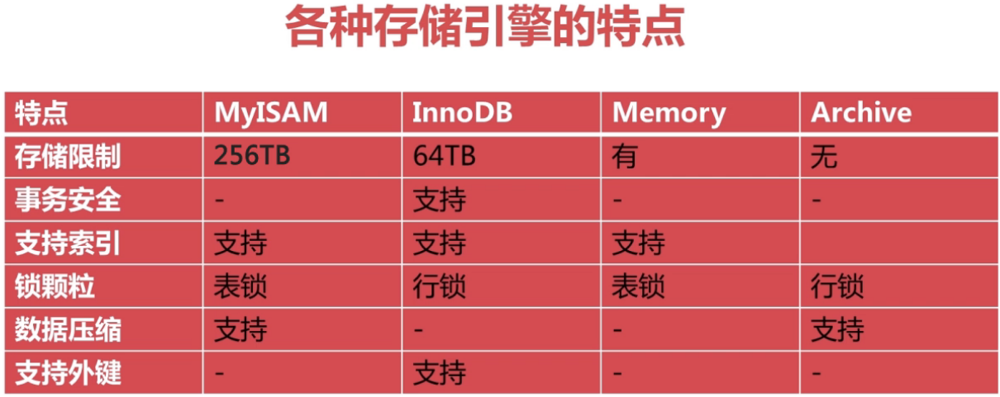 各种存储引擎的特点
特点 MyISAM InnoDB Memory Archive
存储限制 256TB 64TB 有 无
事务安全 - 支持 - -
支持索引 支持 支持 支持
锁颗粒 表锁 行锁 表锁 行锁
数据压缩 支持 - - 支持
支持外键 - 支持 - -